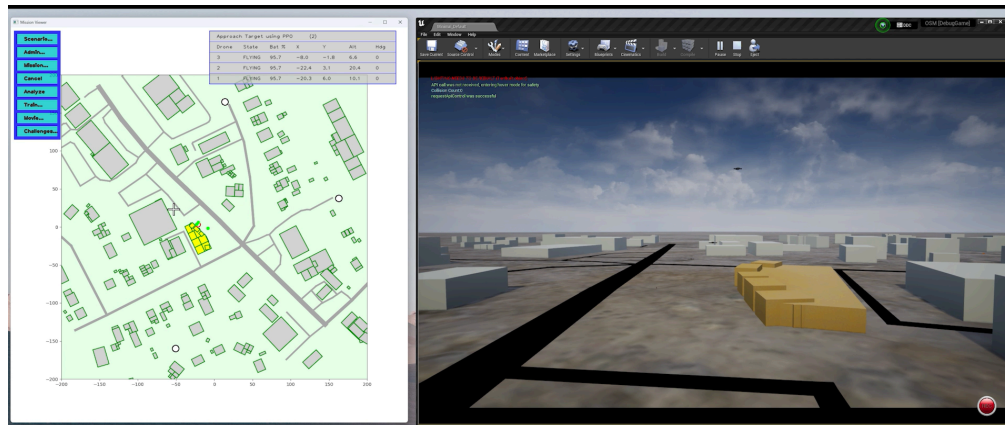 Mission Viewer
Scenario...
Admin...
Mission...
Cancel
Analyze
Train...
Movie...
Challenges...
Approach Target using PPO (2)
Drone State Bat % X Y Alt Hdg
3 FLYING 95.7 -8.0 -1.8 6.6 0
2 FLYING 95.7 -22.4 3.1 20.4 0
1 FLYING 95.7 -20.3 6.0 10.1 0
100
50
0
-50
-100
-150
-200
-200 -150 -100 -50 0 50 100 150 200
OSM [DebugGame]
File Edit Window Help
Save Current Source Control Modes Content Marketplace Settings Blueprints Cinematics Build Pause Stop Eject
API call was not received, entering hover mode for safety
Collision Count:0
requestApiControl was successful